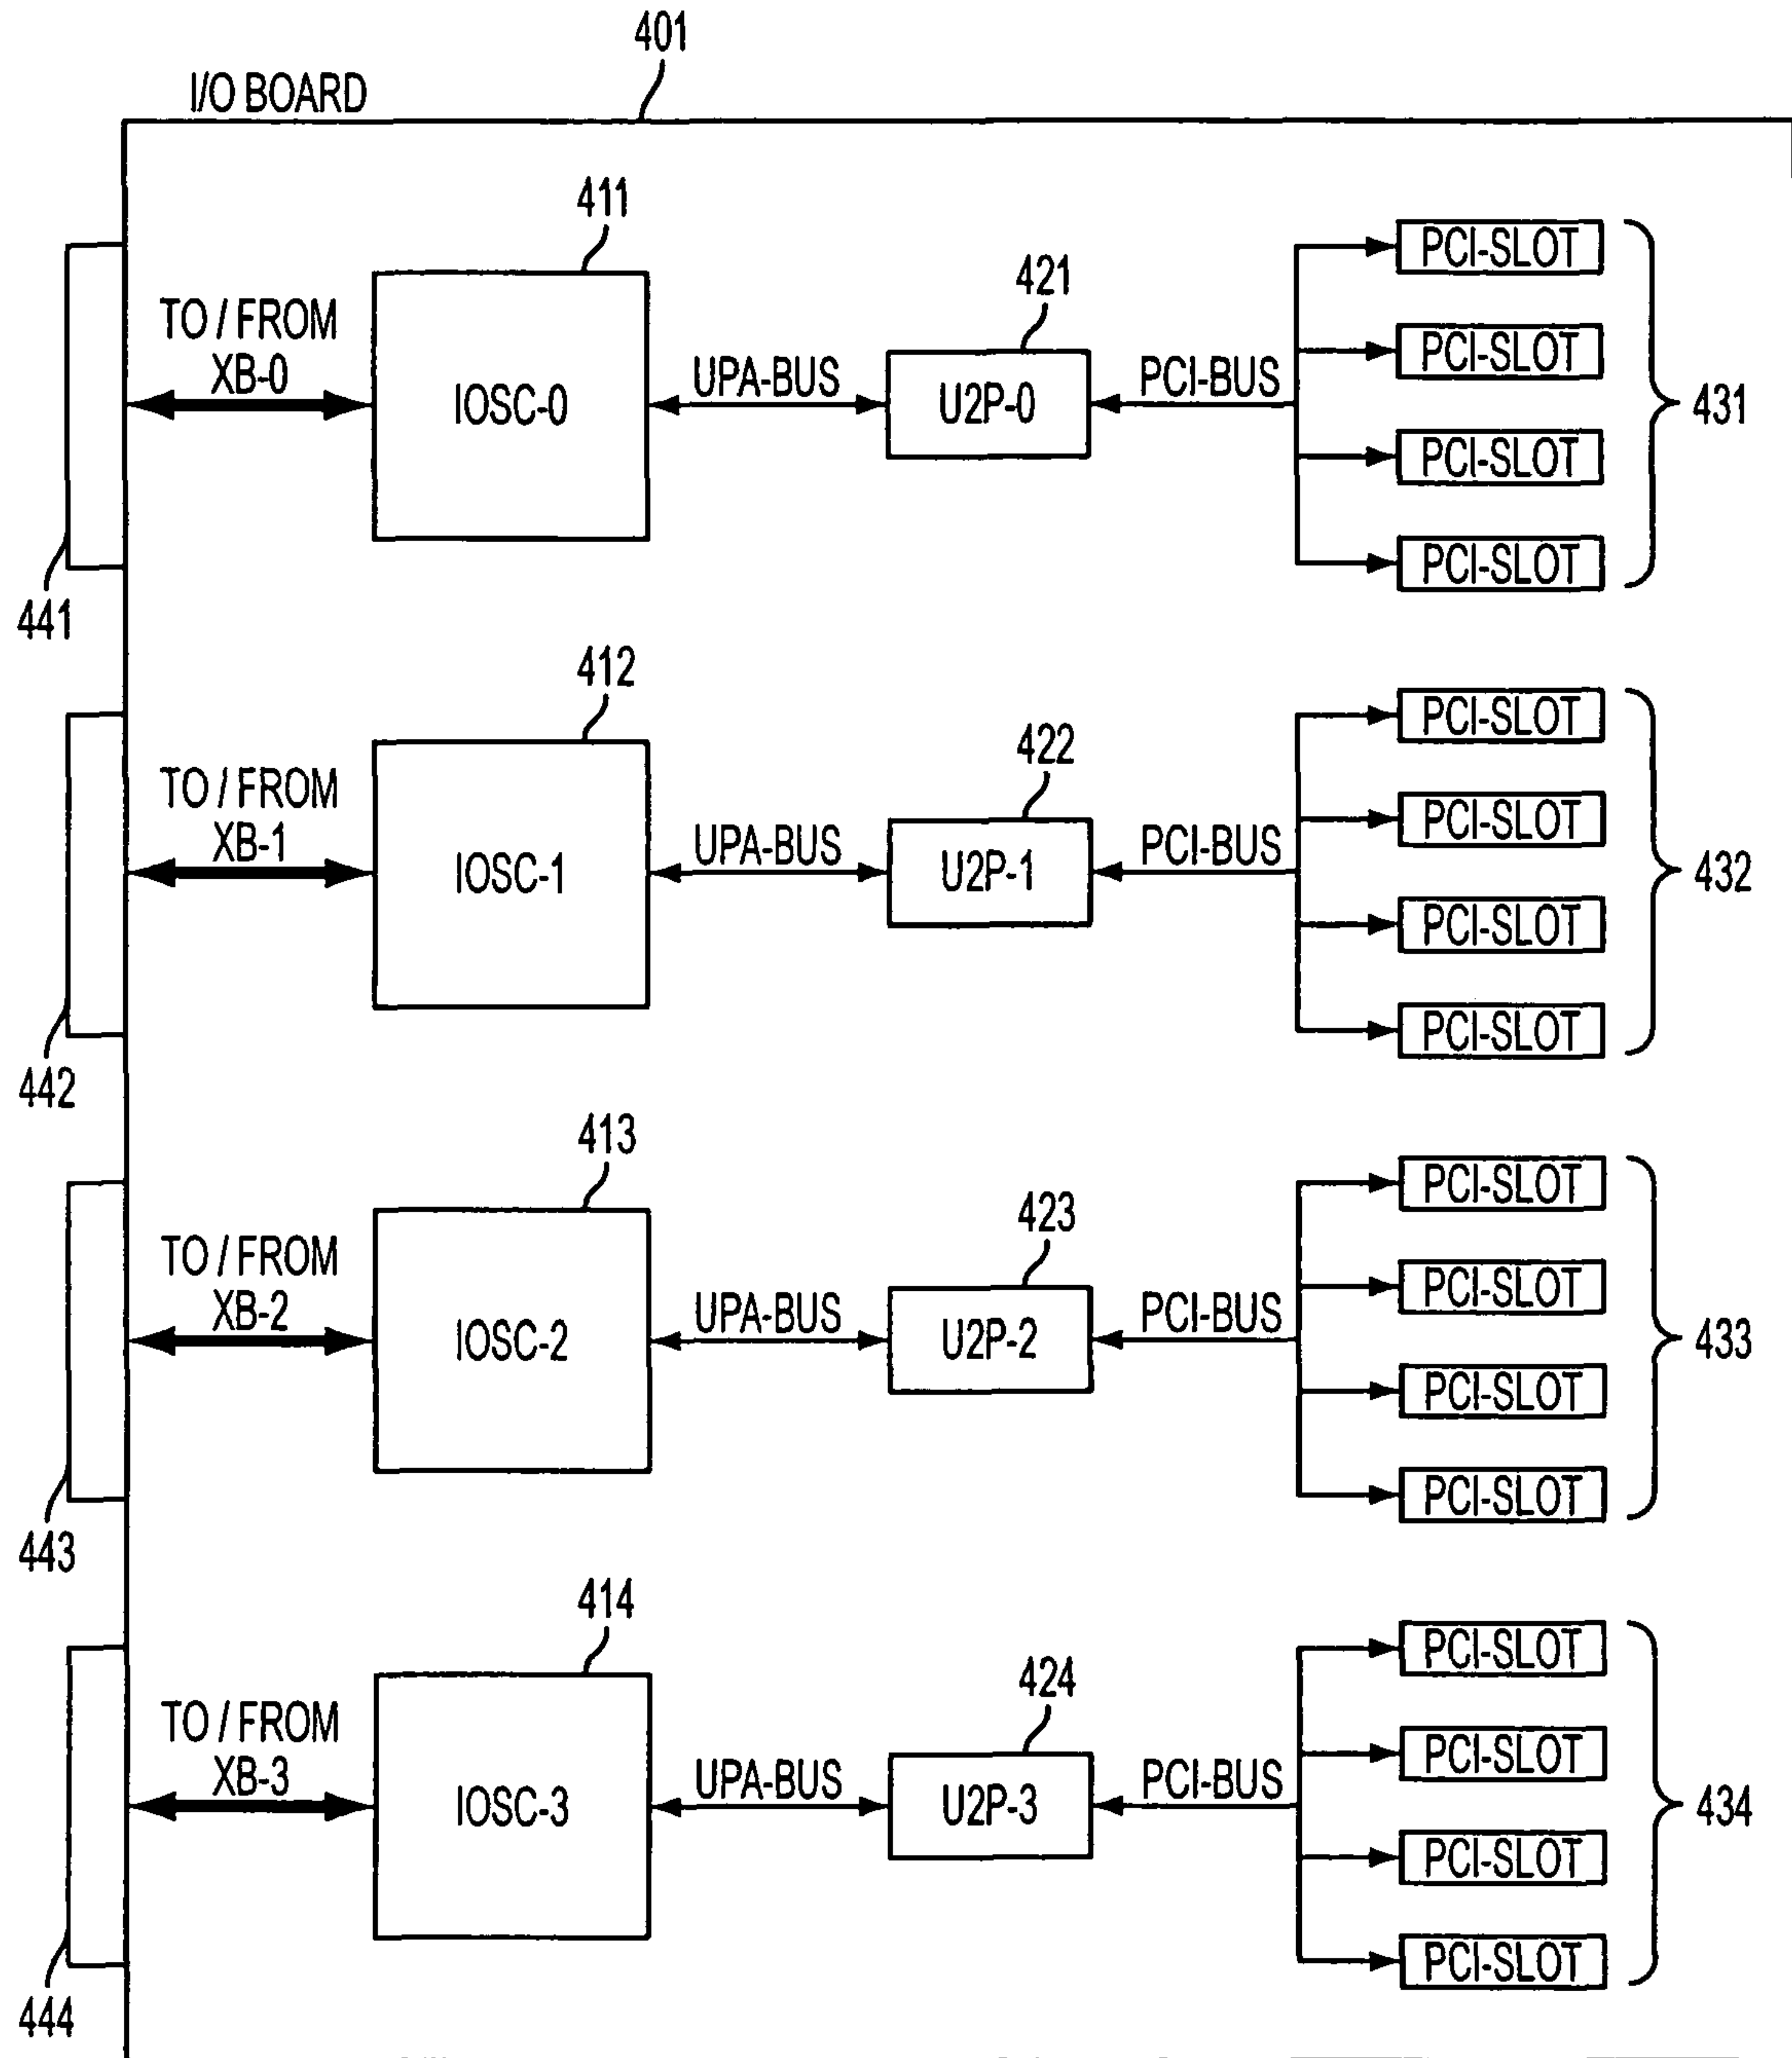 401
I/O BOARD
411
PCI-SLOT
421
TO / FROM
XB-0
IOSC-0
UPA-BUS
U2P-0
PCI-BUS
PCI-SLOT
431
PCI-SLOT
PCI-SLOT
441
412
PCI-SLOT
422
TO / FROM
XB-1
IOSC-1
UPA-BUS
U2P-1
PCI-BUS
PCI-SLOT
432
PCI-SLOT
PCI-SLOT
442
413
PCI-SLOT
423
TO / FROM
XB-2
IOSC-2
UPA-BUS
U2P-2
PCI-BUS
PCI-SLOT
433
PCI-SLOT
PCI-SLOT
443
414
PCI-SLOT
424
TO / FROM
XB-3
IOSC-3
UPA-BUS
U2P-3
PCI-BUS
PCI-SLOT
434
PCI-SLOT
PCI-SLOT
444